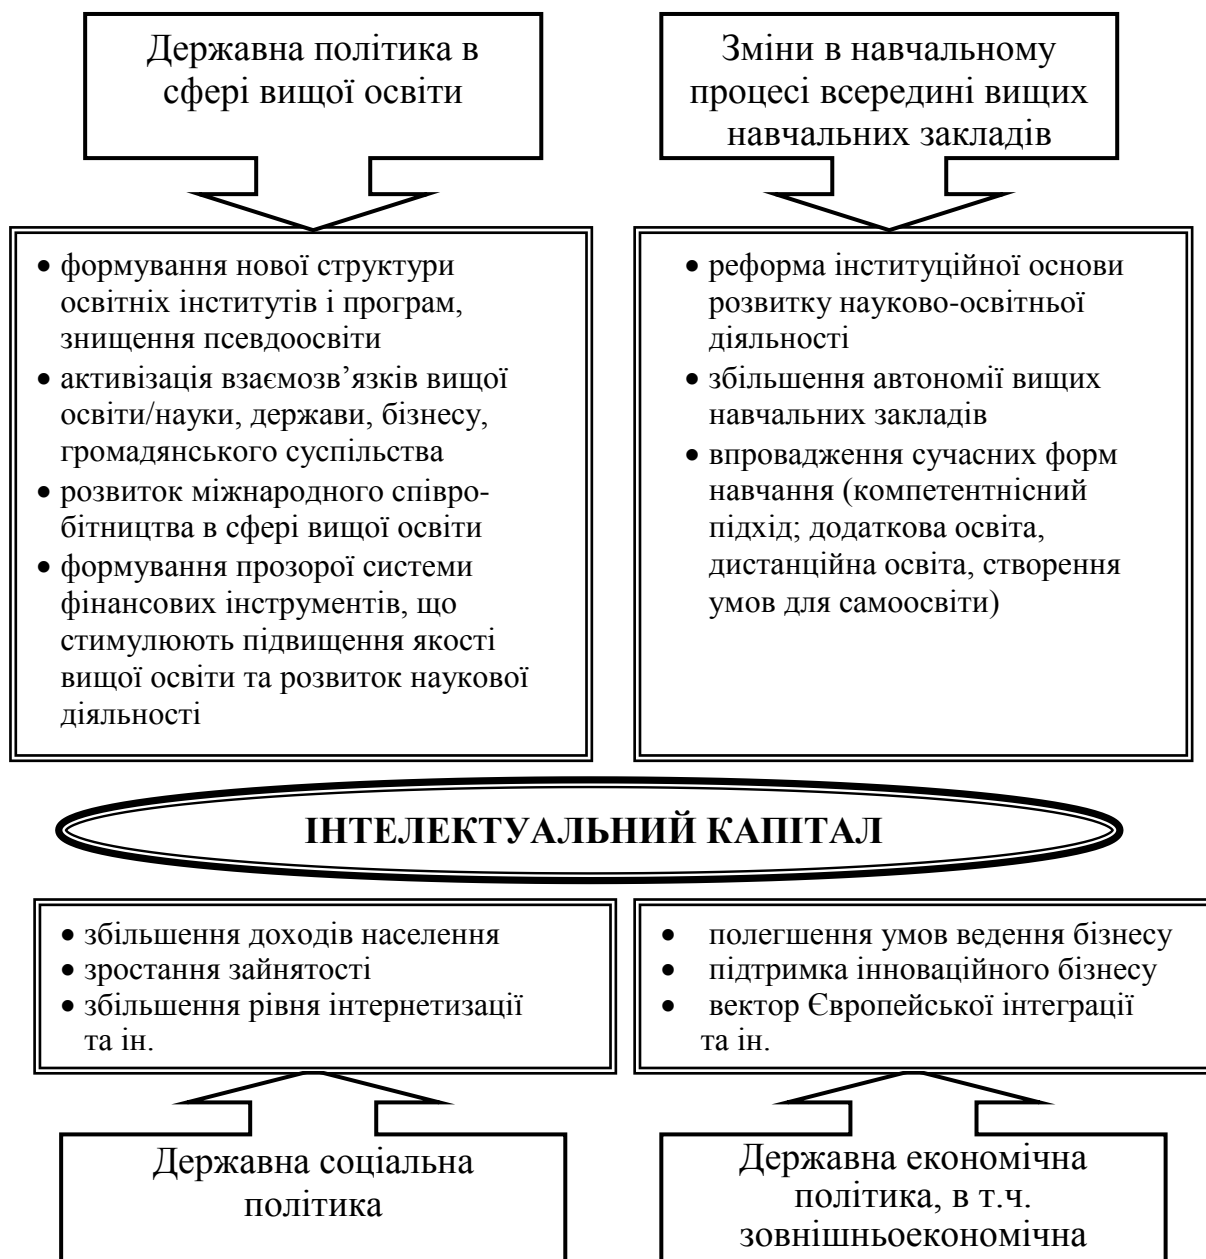 Державна політика в
сфері вищої освіти
Зміни в навчальному
процесі всередині вищих
навчальних закладів
• формування нової структури
освітніх інститутів і програм,
знищення псевдоосвіти
• активізація взаємозв’язків вищої
освіти/науки, держави, бізнесу,
громадянського суспільства
• розвиток міжнародного співро-
бітництва в сфері вищої освіти
• формування прозорої системи
фінансових інструментів, що
стимулюють підвищення якості
вищої освіти та розвиток наукової
діяльності
• реформа інституційної основи
розвитку науково-освітньої
діяльності
• збільшення автономії вищих
навчальних закладів
• впровадження сучасних форм
навчання (компетентнісний
підхід; додаткова освіта,
дистанційна освіта, створення
умов для самоосвіти)
ІНТЕЛЕКТУАЛЬНИЙ КАПІТАЛ
• збільшення доходів населення
• зростання зайнятості
• збільшення рівня інтернетизації
та ін.
• полегшення умов ведення бізнесу
• підтримка інноваційного бізнесу
• вектор Європейської інтеграції
та ін.
Державна соціальна
політика
Державна економічна
політика, в т.ч.
зовнішньоекономічна